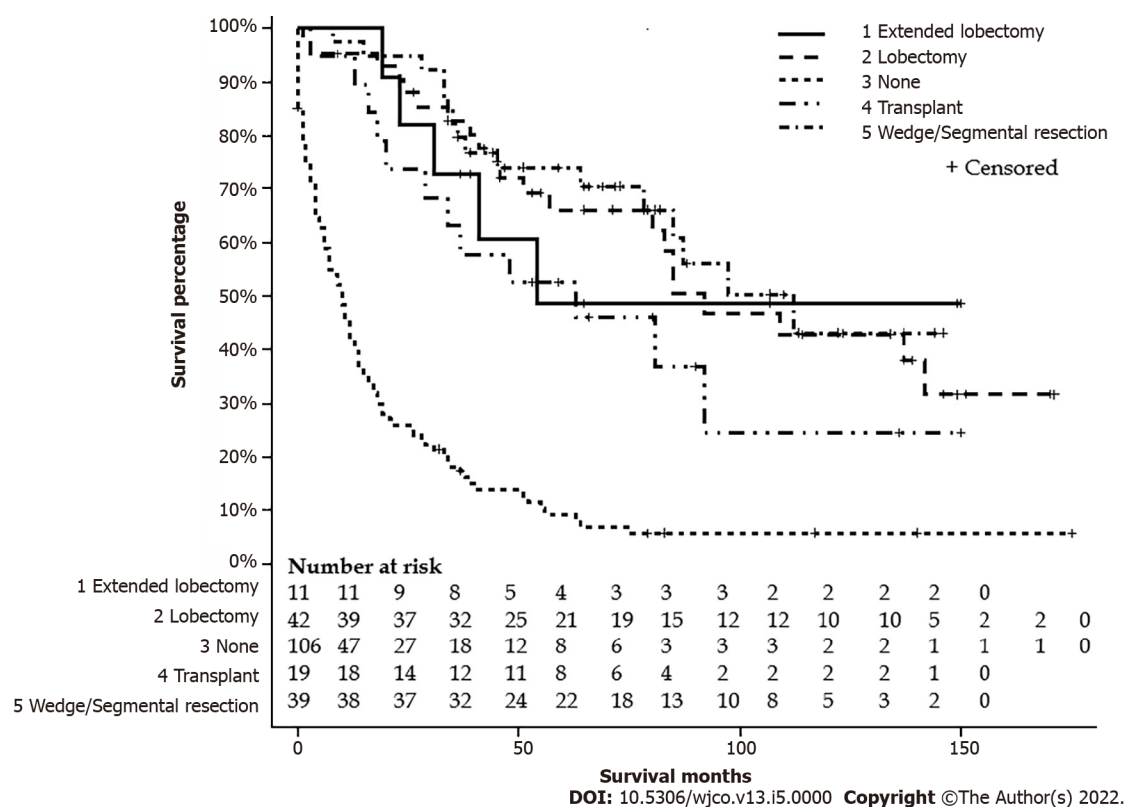 100%
90%
80%
70%
60%
50%
40%
30%
20%
10%
0%
Survival percentage
1 Extended lobectomy
2 Lobectomy
3 None
4 Transplant
5 Wedge/Segmental resection
+ Censored
Number at risk
1 Extended lobectomy 11 11 9 8 5 4 3 3 3 2 2 2 2 0
2 Lobectomy 42 39 37 32 25 21 19 15 12 12 10 10 5 2 2 0
3 None 106 47 27 18 12 8 6 3 3 3 2 2 1 1 1 0
4 Transplant 19 18 14 12 11 8 6 4 2 2 2 2 1 0
5 Wedge/Segmental resection 39 38 37 32 24 22 18 13 10 8 5 3 2 0
0 50 100 150
Survival months
DOI: 10.5306/wjco.v13.i5.0000 Copyright ©The Author(s) 2022.